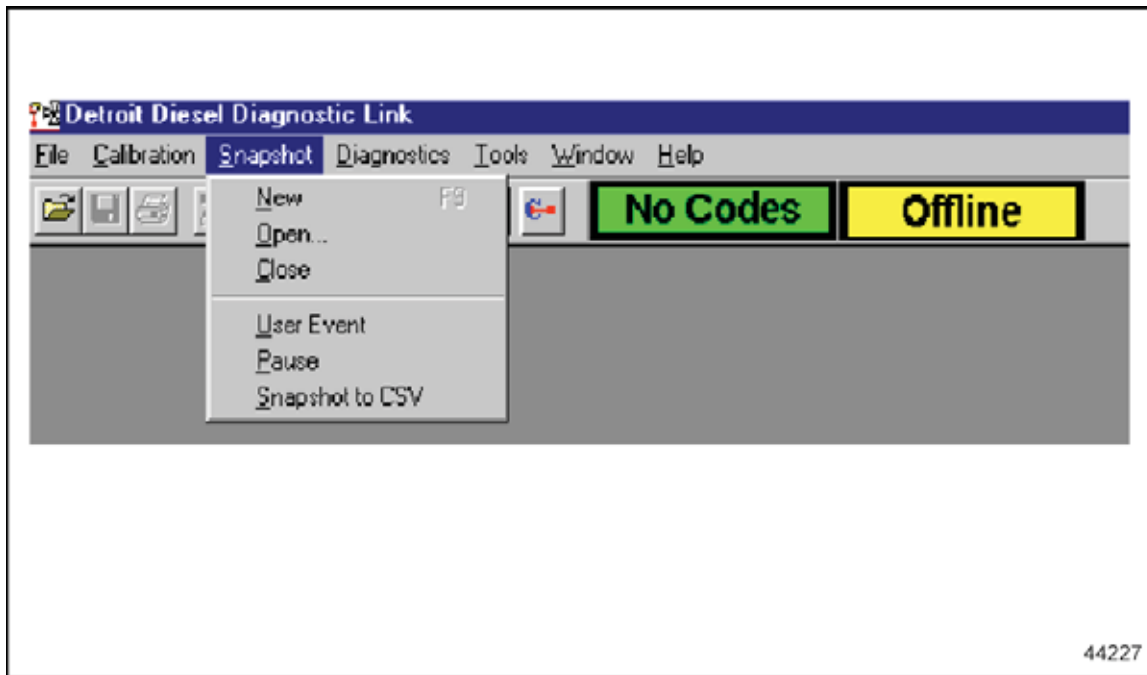 Detroit Diesel Diagnostic Link
File Calibration Snapshot Diagnostics Tools Window Help
No Codes Offline
New F9
Open...
Close
User Event
Pause
Snapshot to CSV
44227